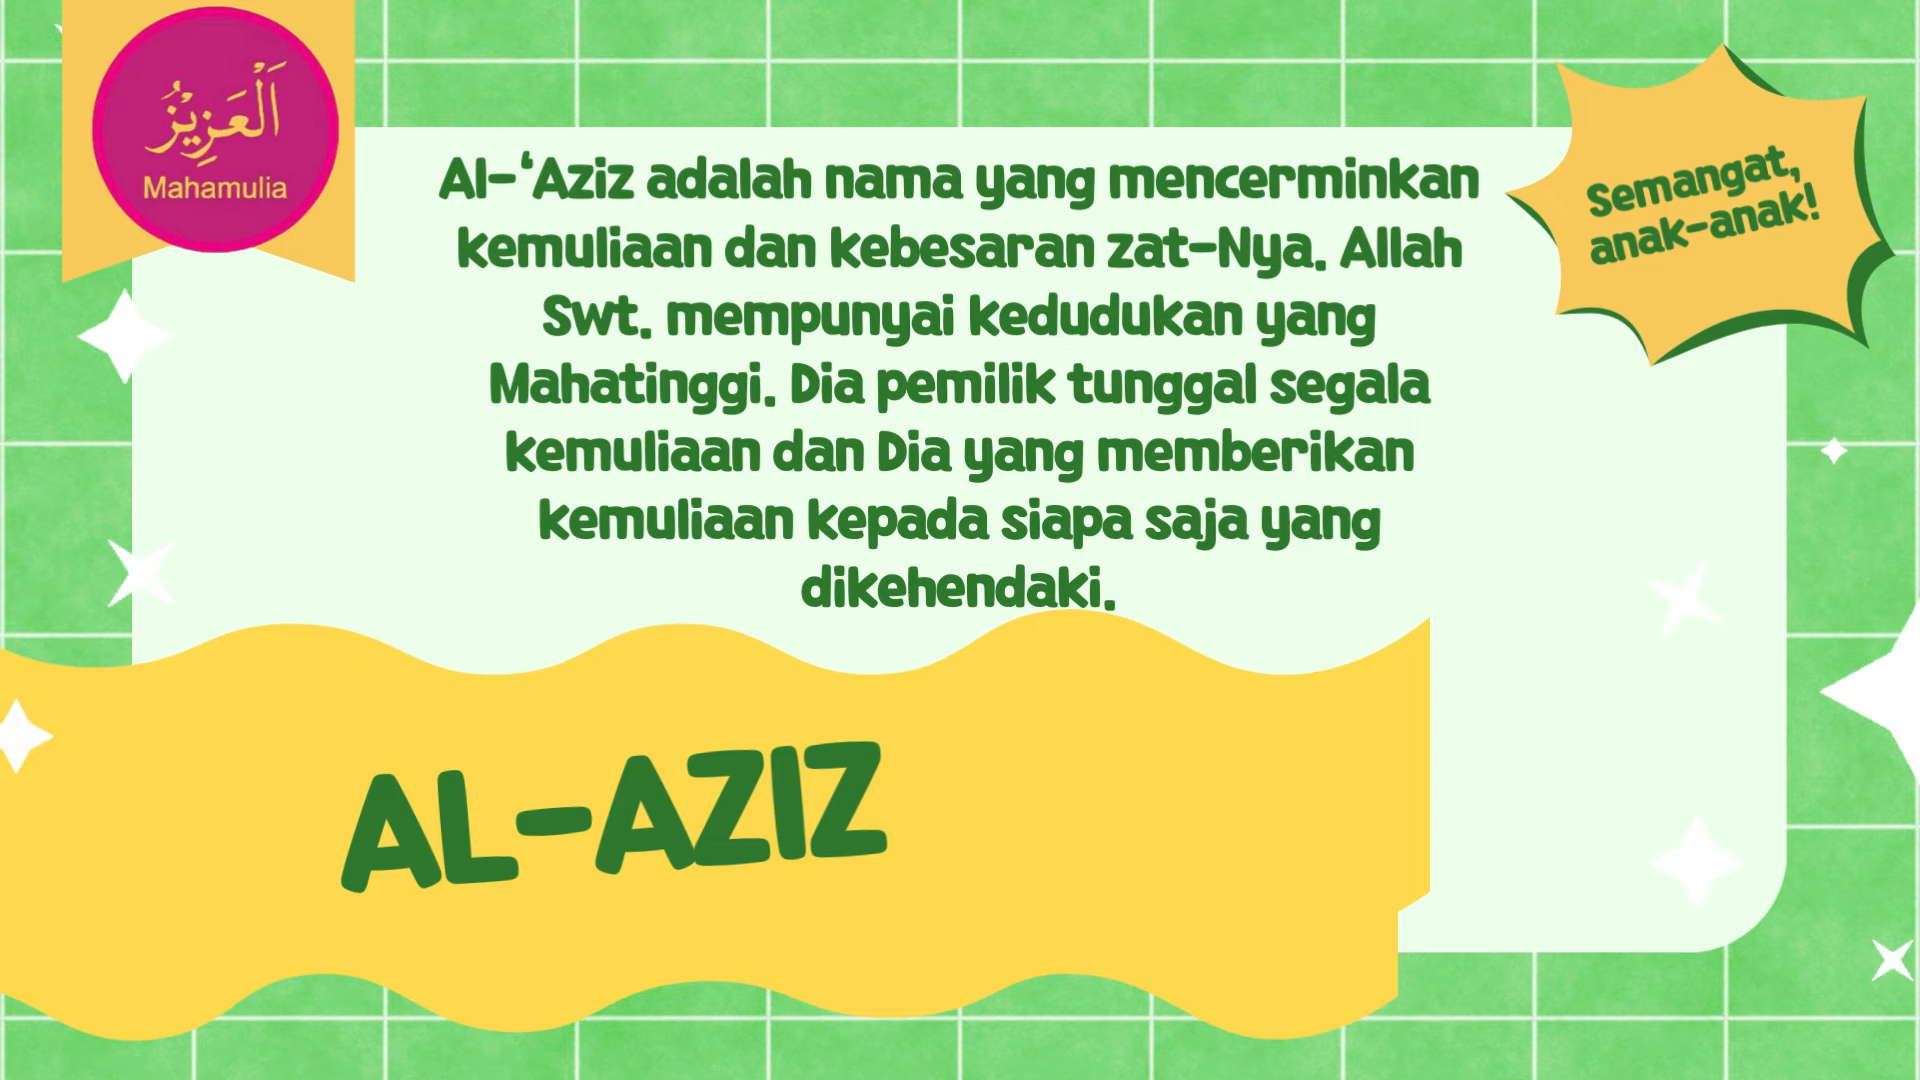 اَلْعَزِيْزُ
Mahamulia
Al-‘Aziz adalah nama yang mencerminkan
kemuliaan dan kebesaran zat-Nya. Allah
Swt. mempunyai kedudukan yang
Mahatinggi. Dia pemilik tunggal segala
kemuliaan dan Dia yang memberikan
kemuliaan kepada siapa saja yang
dikehendaki.
Semangat,
anak-anak!
AL-AZIZ